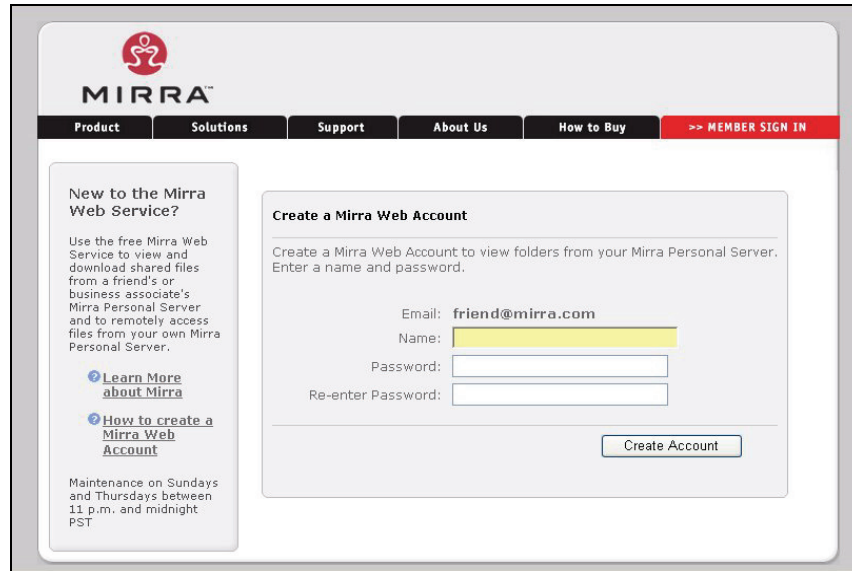 MIRRA™
Product Solutions Support About Us How to Buy >> MEMBER SIGN IN
New to the Mirra
Web Service?
Use the free Mirra Web
Service to view and
download shared files
from a friend's or
business associate's
Mirra Personal Server
and to remotely access
files from your own Mirra
Personal Server.
Learn More
about Mirra
How to create a
Mirra Web
Account
Maintenance on Sundays
and Thursdays between
11 p.m. and midnight
PST
Create a Mirra Web Account
Create a Mirra Web Account to view folders from your Mirra Personal Server.
Enter a name and password.
Email: friend@mirra.com
Name:
Password:
Re-enter Password:
Create Account